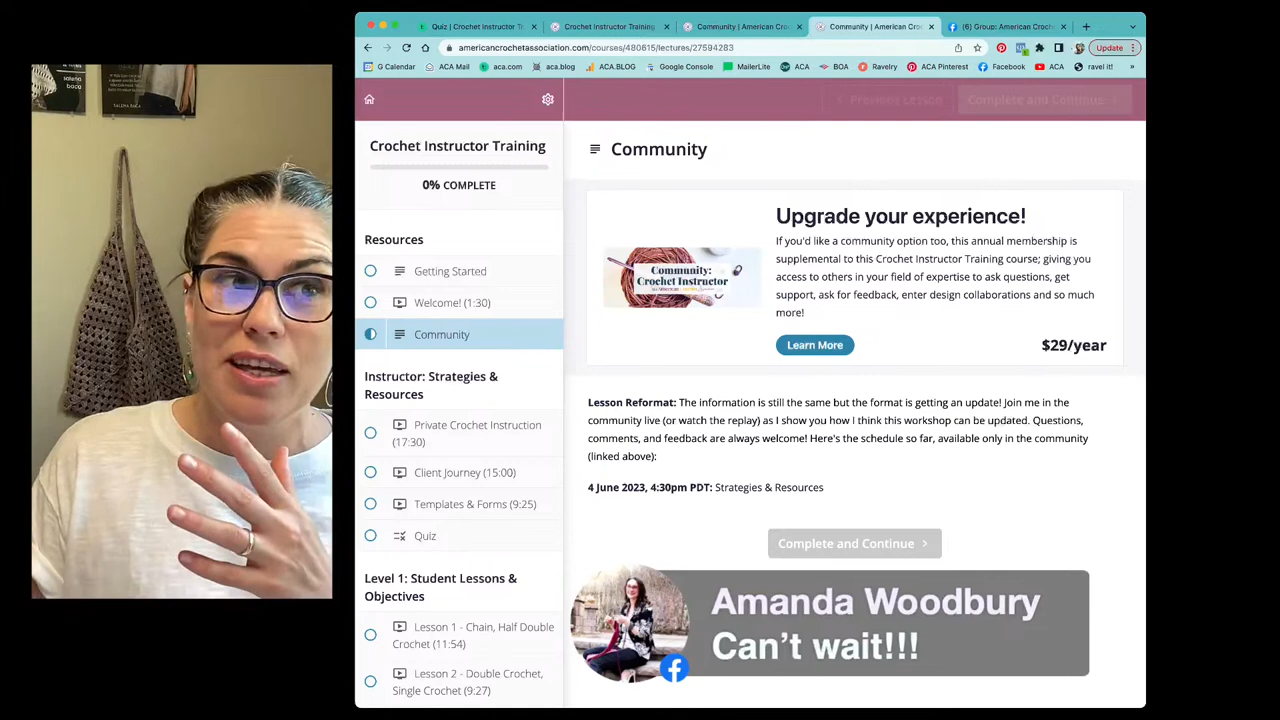 salena
baca
SALENA BACA
Quiz | Crochet Instructor Tra
Crochet Instructor Training
Community | American Croc
Community | American Croc
(6) Group: American Croch
americancrochetassociation.com/courses/480615/lectures/27594283
Update
G Calendar
ACA Mail
aca.com
aca.blog
ACA.BLOG
Google Console
MailerLite
ACA
BOA
Ravelry
ACA Pinterest
Facebook
ACA
ravel it!
»
Previous Lesson
Complete and Continue
Crochet Instructor Training
0% COMPLETE
Resources
Getting Started
Welcome! (1:30)
Community
Instructor: Strategies &
Resources
Private Crochet Instruction
(17:30)
Client Journey (15:00)
Templates & Forms (9:25)
Quiz
Level 1: Student Lessons &
Objectives
Lesson 1 - Chain, Half Double
Crochet (11:54)
Lesson 2 - Double Crochet,
Single Crochet (9:27)
Community
Community:
Crochet Instructor
Upgrade your experience!
If you'd like a community option too, this annual membership is
supplemental to this Crochet Instructor Training course; giving you
access to others in your field of expertise to ask questions, get
support, ask for feedback, enter design collaborations and so much
more!
Learn More
$29/year
Lesson Reformat: The information is still the same but the format is getting an update! Join me in the
community live (or watch the replay) as I show you how I think this workshop can be updated. Questions,
comments, and feedback are always welcome! Here's the schedule so far, available only in the community
(linked above):
4 June 2023, 4:30pm PDT: Strategies & Resources
Complete and Continue
Amanda Woodbury
Can't wait!!!